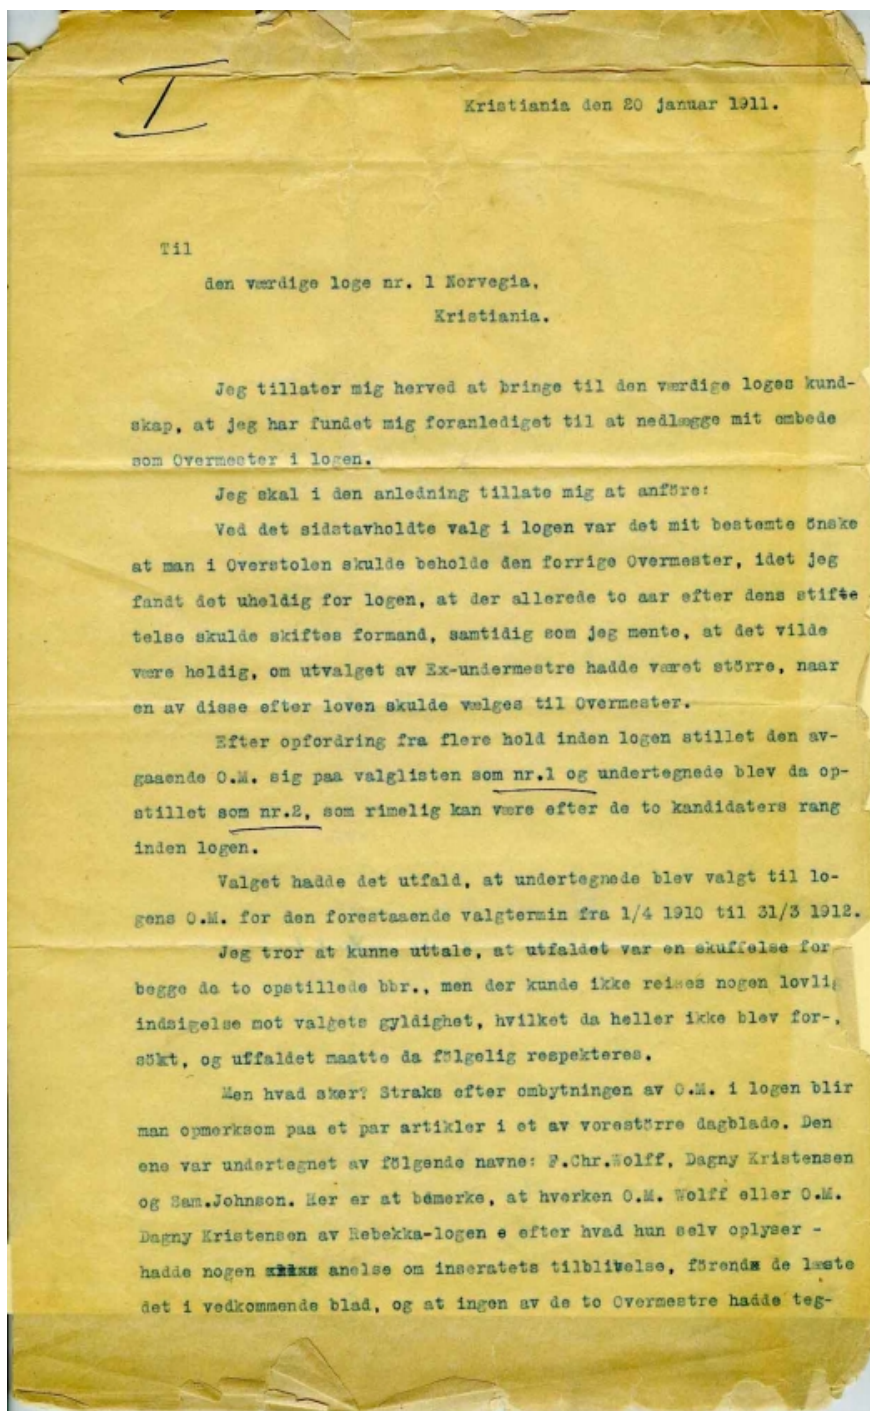 I
Kristiania den 20 januar 1911.
Til
den værdige loge nr. 1 Norvegia,
Kristiania.
Jeg tillater mig herved at bringe til den værdige loges kund-
skap, at jeg har fundet mig foranlediget til at nedlægge mit embede
som Overmester i logen.
Jeg skal i den anledning tillate mig at anföre:
Ved det sidstavholdte valg i logen var det mit bestemte önske
at man i Overstolen skulde beholde den forrige Overmester, idet jeg
fandt det uheldig for logen, at der allerede to aar efter dens stifte
telse skulde skiftes formand, samtidig som jeg mente, at det vilde
være heldig, om utvalget av Ex-undermestre hadde været större, naar
en av disse efter loven skulde vælges til Overmester.
Efter opfordring fra flere hold inden logen stillet den av-
gaaende O.M. sig paa valglisten som nr.1 og undertegnede blev da op-
stillet som nr.2, som rimelig kan være efter de to kandidaters rang
inden logen.
Valget hadde det utfald, at undertegnede blev valgt til lo-
gens O.M. for den forestaaende valgtermin fra 1/4 1910 til 31/3 1912.
Jeg tror at kunne uttale, at utfaldet var en skuffelse for
begge de to opstillede bbr., men der kunde ikke reises nogen lovlig
indsigelse mot valgets gyldighet, hvilket da heller ikke blev for-,
sökt, og uffaldet maatte da fölgelig respekteres.
Men hvad sker? Straks efter ombytningen av O.M. i logen blir
man opmerksom paa et par artikler i et av vorestörre dagblade. Den
ene var undertegnet av fölgende navne: F.Chr.Wolff, Dagny Kristensen
og Sam.Johnson. Her er at bemerke, at hverken O.M. Wolff eller O.M.
Dagny Kristensen av Rebekka-logen e efter hvad hun selv oplyser -
hadde nogen anelse om inseratets tilblivelse, förend de læste
det i vedkommende blad, og at ingen av de to Overmestre hadde teg-